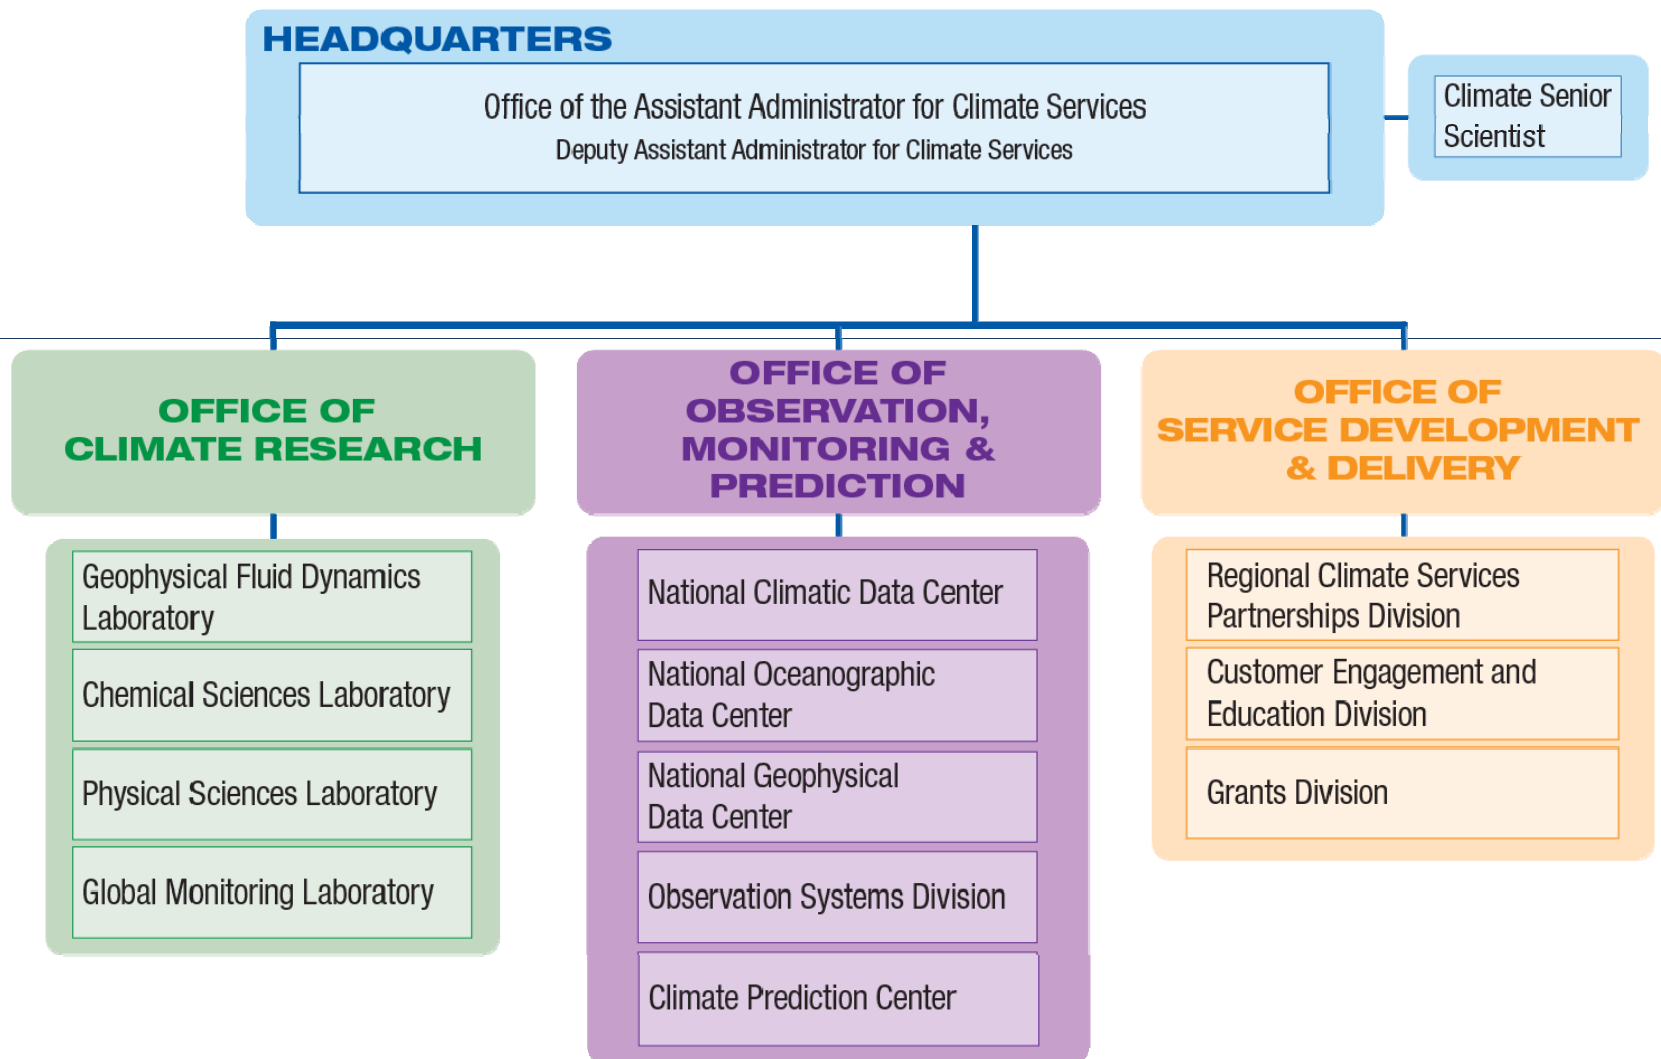 HEADQUARTERS
Office of the Assistant Administrator for Climate Services
Deputy Assistant Administrator for Climate Services
Climate Senior
Scientist
OFFICE OF
CLIMATE RESEARCH
Geophysical Fluid Dynamics
Laboratory
Chemical Sciences Laboratory
Physical Sciences Laboratory
Global Monitoring Laboratory
OFFICE OF
OBSERVATION,
MONITORING &
PREDICTION
National Climatic Data Center
National Oceanographic
Data Center
National Geophysical
Data Center
Observation Systems Division
Climate Prediction Center
OFFICE OF
SERVICE DEVELOPMENT
& DELIVERY
Regional Climate Services
Partnerships Division
Customer Engagement and
Education Division
Grants Division